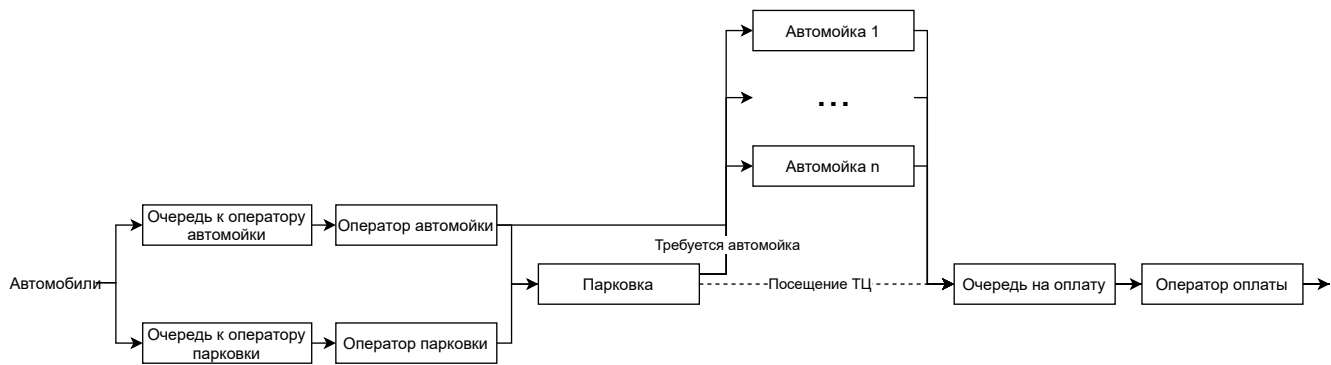 Автомойка 1
...
Автомойка n
Очередь к оператору
автомойки
Оператор автомойки
Требуется автомойка
Автомобили
Парковка
Посещение ТЦ
Очередь на оплату
Оператор оплаты
Очередь к оператору
парковки
Оператор парковки